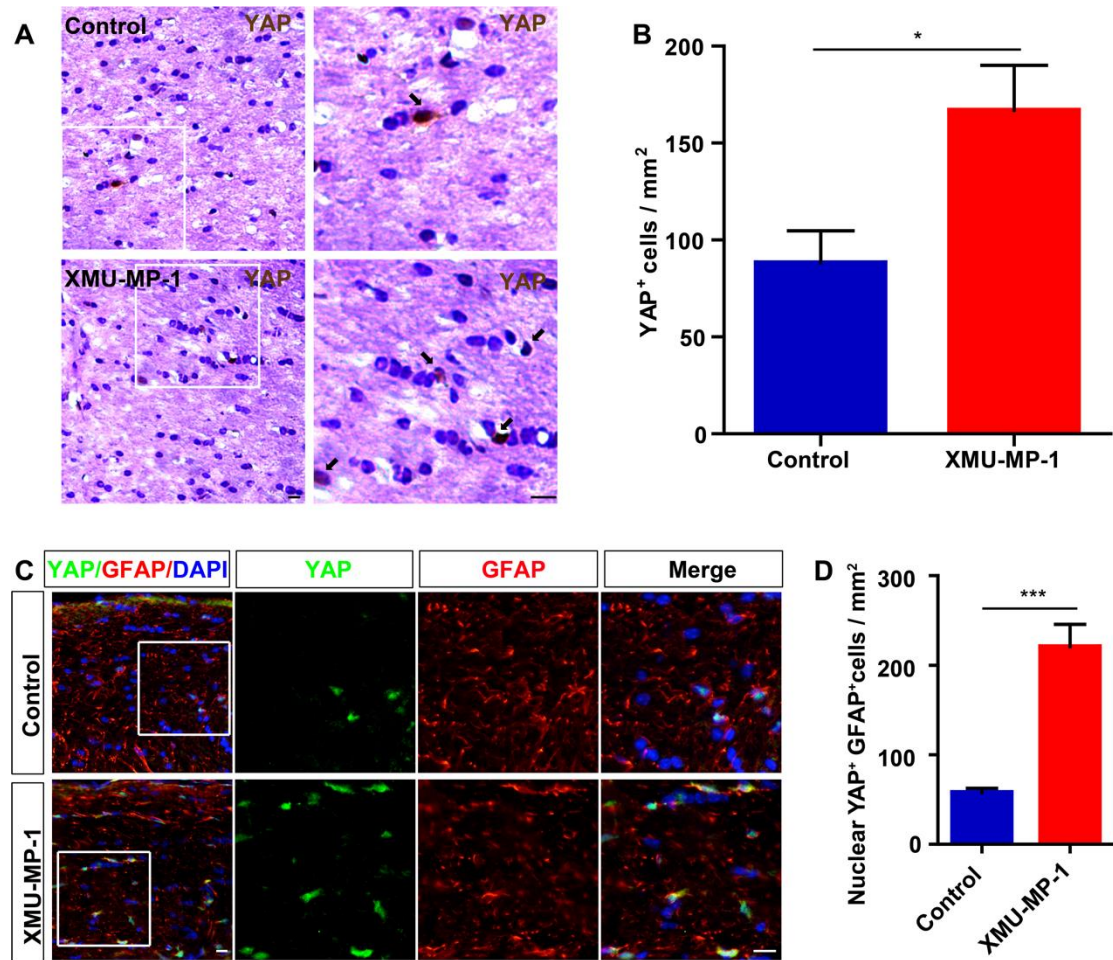 A
Control YAP
YAP
XMU-MP-1 YAP
YAP
B
YAP⁺ cells / mm²
200
150
100
50
0
*
Control XMU-MP-1
C
YAP/GFAP/DAPI YAP GFAP Merge
Control
XMU-MP-1
D
Nuclear YAP⁺ GFAP⁺cells / mm²
300
200
100
0
***
Control
XMU-MP-1